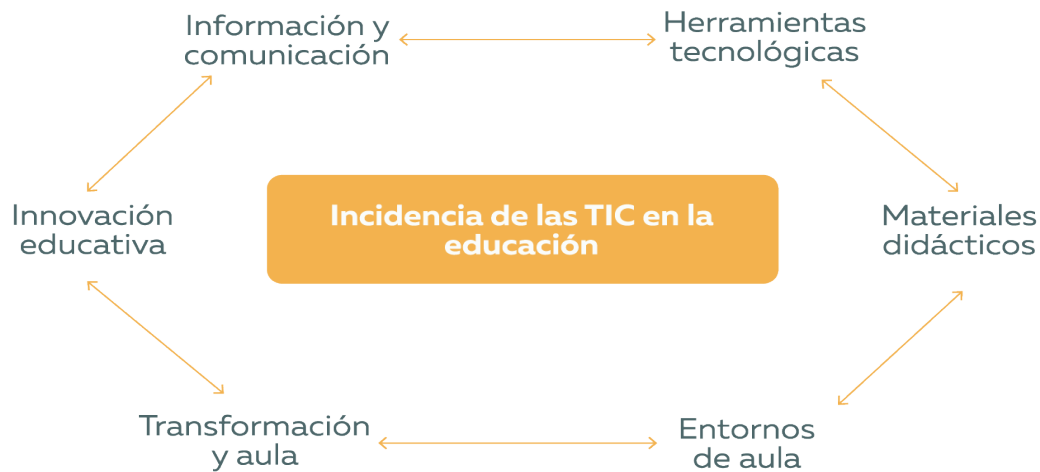 Información y
comunicación
Herramientas
tecnológicas
Innovación
educativa
Incidencia de las TIC en la
educación
Materiales
didácticos
Transformación
y aula
Entornos
de aula